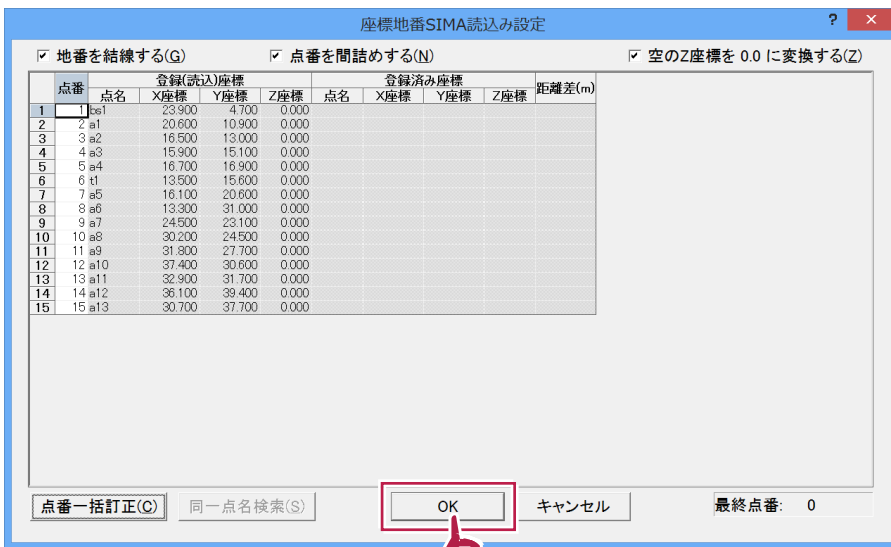 座標地番SIMA読込み設定 ? ×
地番を結線する(G) 点番を間詰めする(N) 空のZ座標を 0.0 に変換する(Z)
点番 登録(読込)座標 登録済み座標 距離差(m)
点名 X座標 Y座標 Z座標 点名 X座標 Y座標 Z座標
1 1 bs1 23.900 4.700 0.000
2 2 a1 20.600 10.900 0.000
3 3 a2 16.500 13.000 0.000
4 4 a3 15.900 15.100 0.000
5 5 a4 16.700 16.900 0.000
6 6 t1 13.500 15.600 0.000
7 7 a5 16.100 20.600 0.000
8 8 a6 13.300 31.000 0.000
9 9 a7 24.500 23.100 0.000
10 10 a8 30.200 24.500 0.000
11 11 a9 31.800 27.700 0.000
12 12 a10 37.400 30.600 0.000
13 13 a11 32.900 31.700 0.000
14 14 a12 36.100 39.400 0.000
15 15 a13 30.700 37.700 0.000
点番一括訂正(C) 同一点名検索(S) OK キャンセル 最終点番: 0